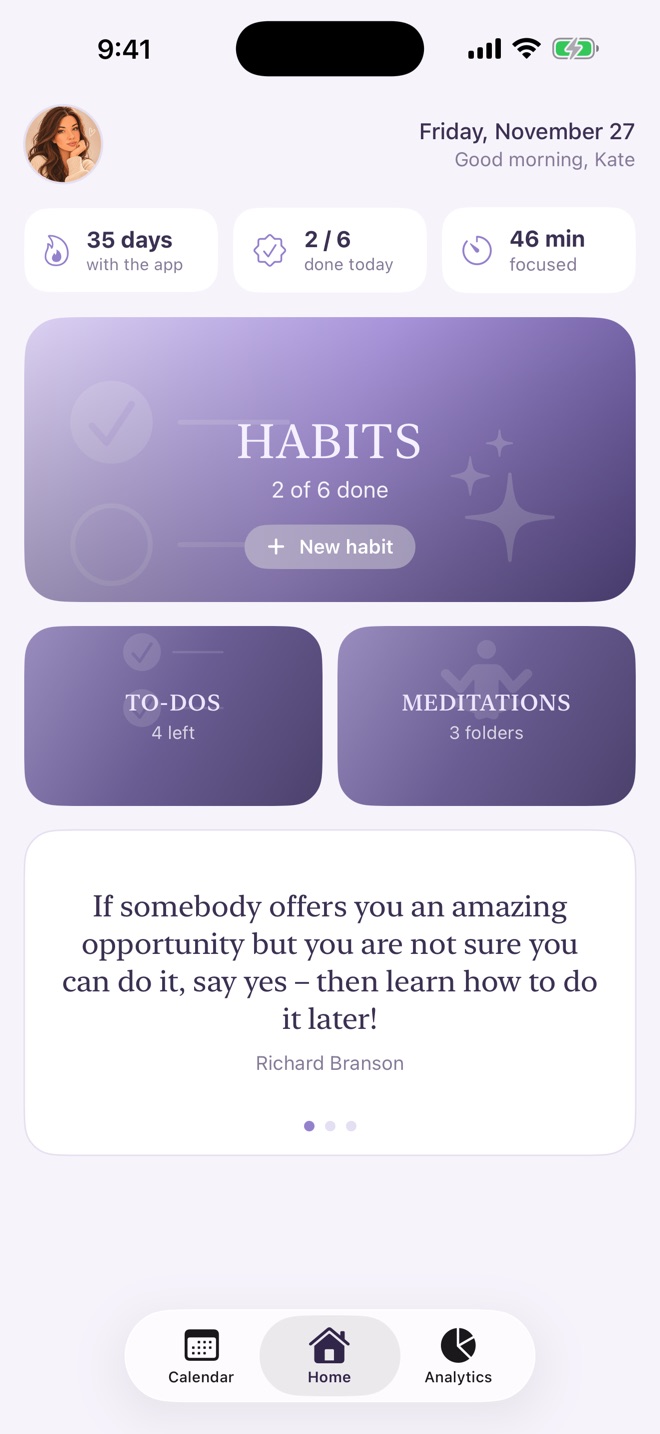 9:41
Friday, November 27
Good morning, Kate
35 days
with the app
2 / 6
done today
46 min
focused
HABITS
2 of 6 done
+ New habit
TO-DOS
4 left
MEDITATIONS
3 folders
If somebody offers you an amazing
opportunity but you are not sure you
can do it, say yes – then learn how to do
it later!
Richard Branson
Calendar
Home
Analytics